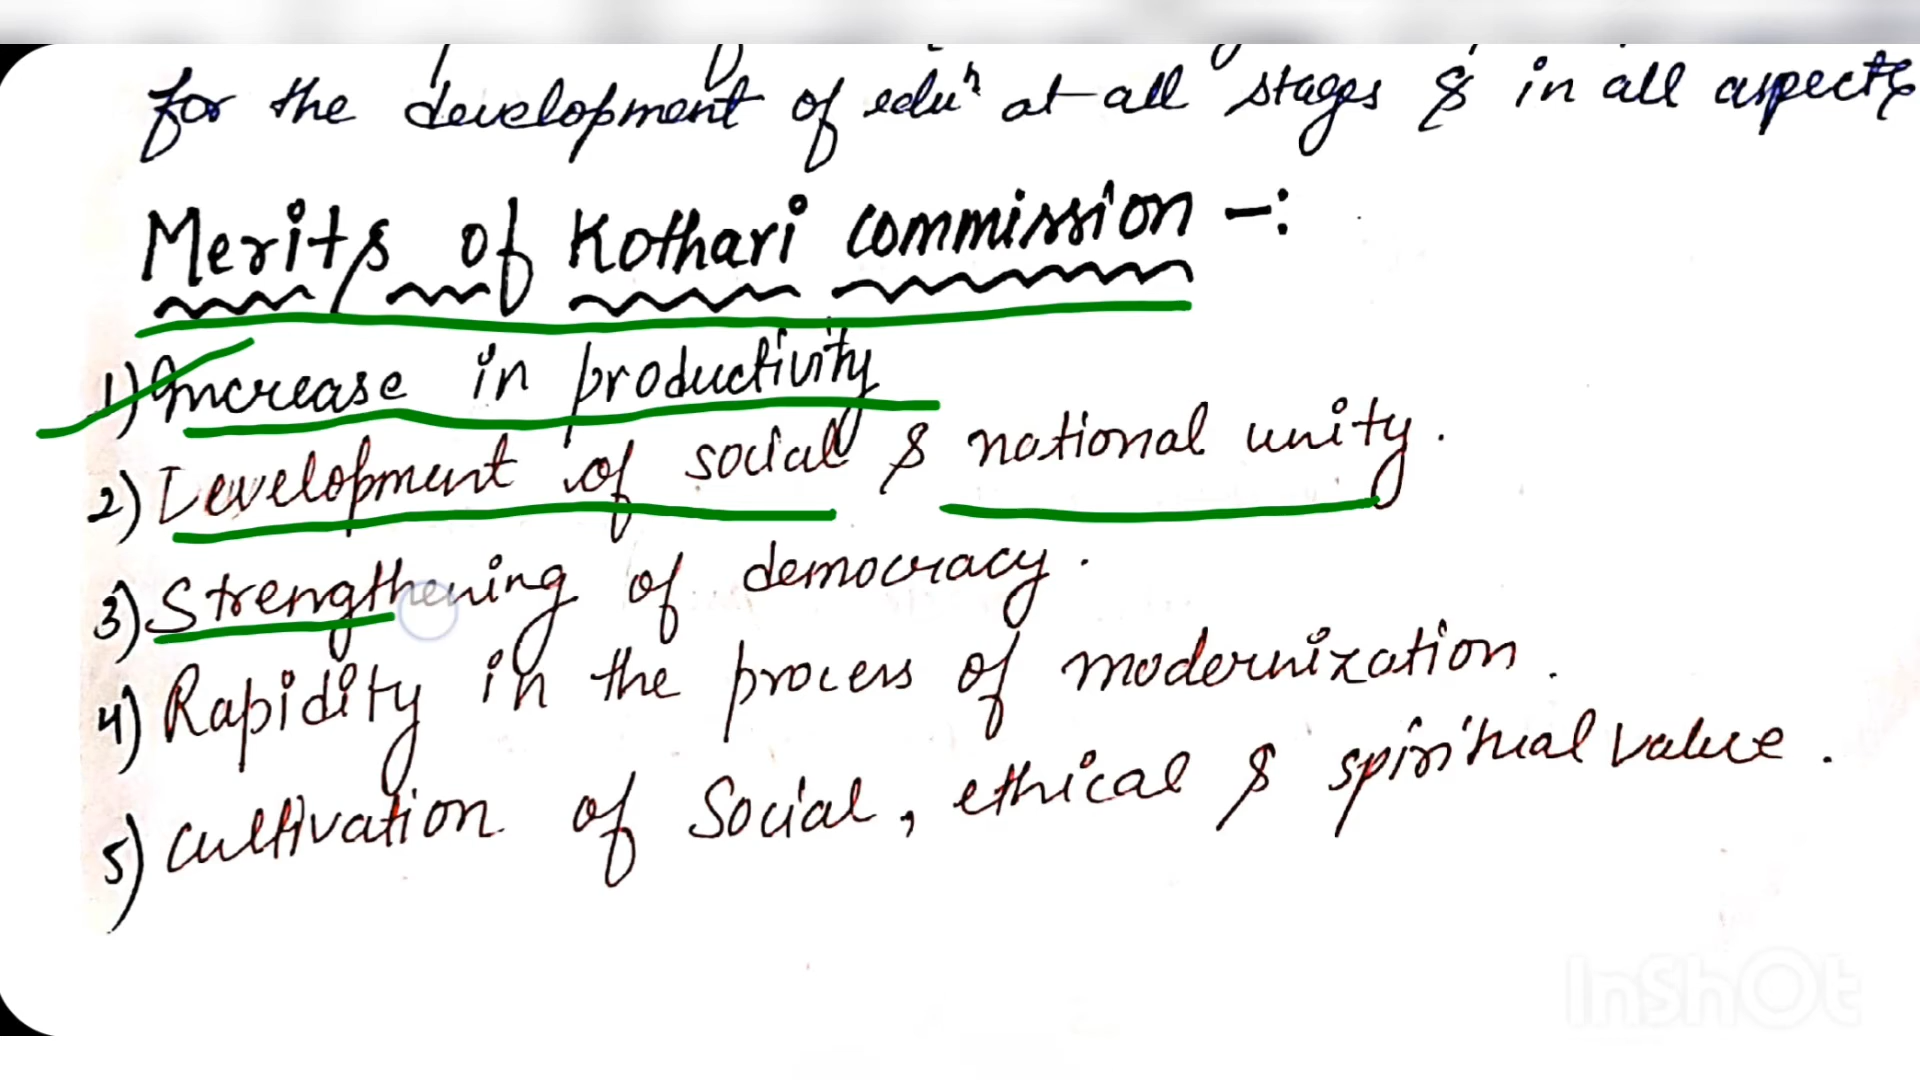 for the development of eduⁿ at all stages & in all aspects
Merits of Kothari commission -:
1) Increase in productivity
2) Development of social & national unity.
3) Strengthening of democracy.
4) Rapidity in the process of modernization.
5) Cultivation of Social, ethical & spiritual value.
InShOt